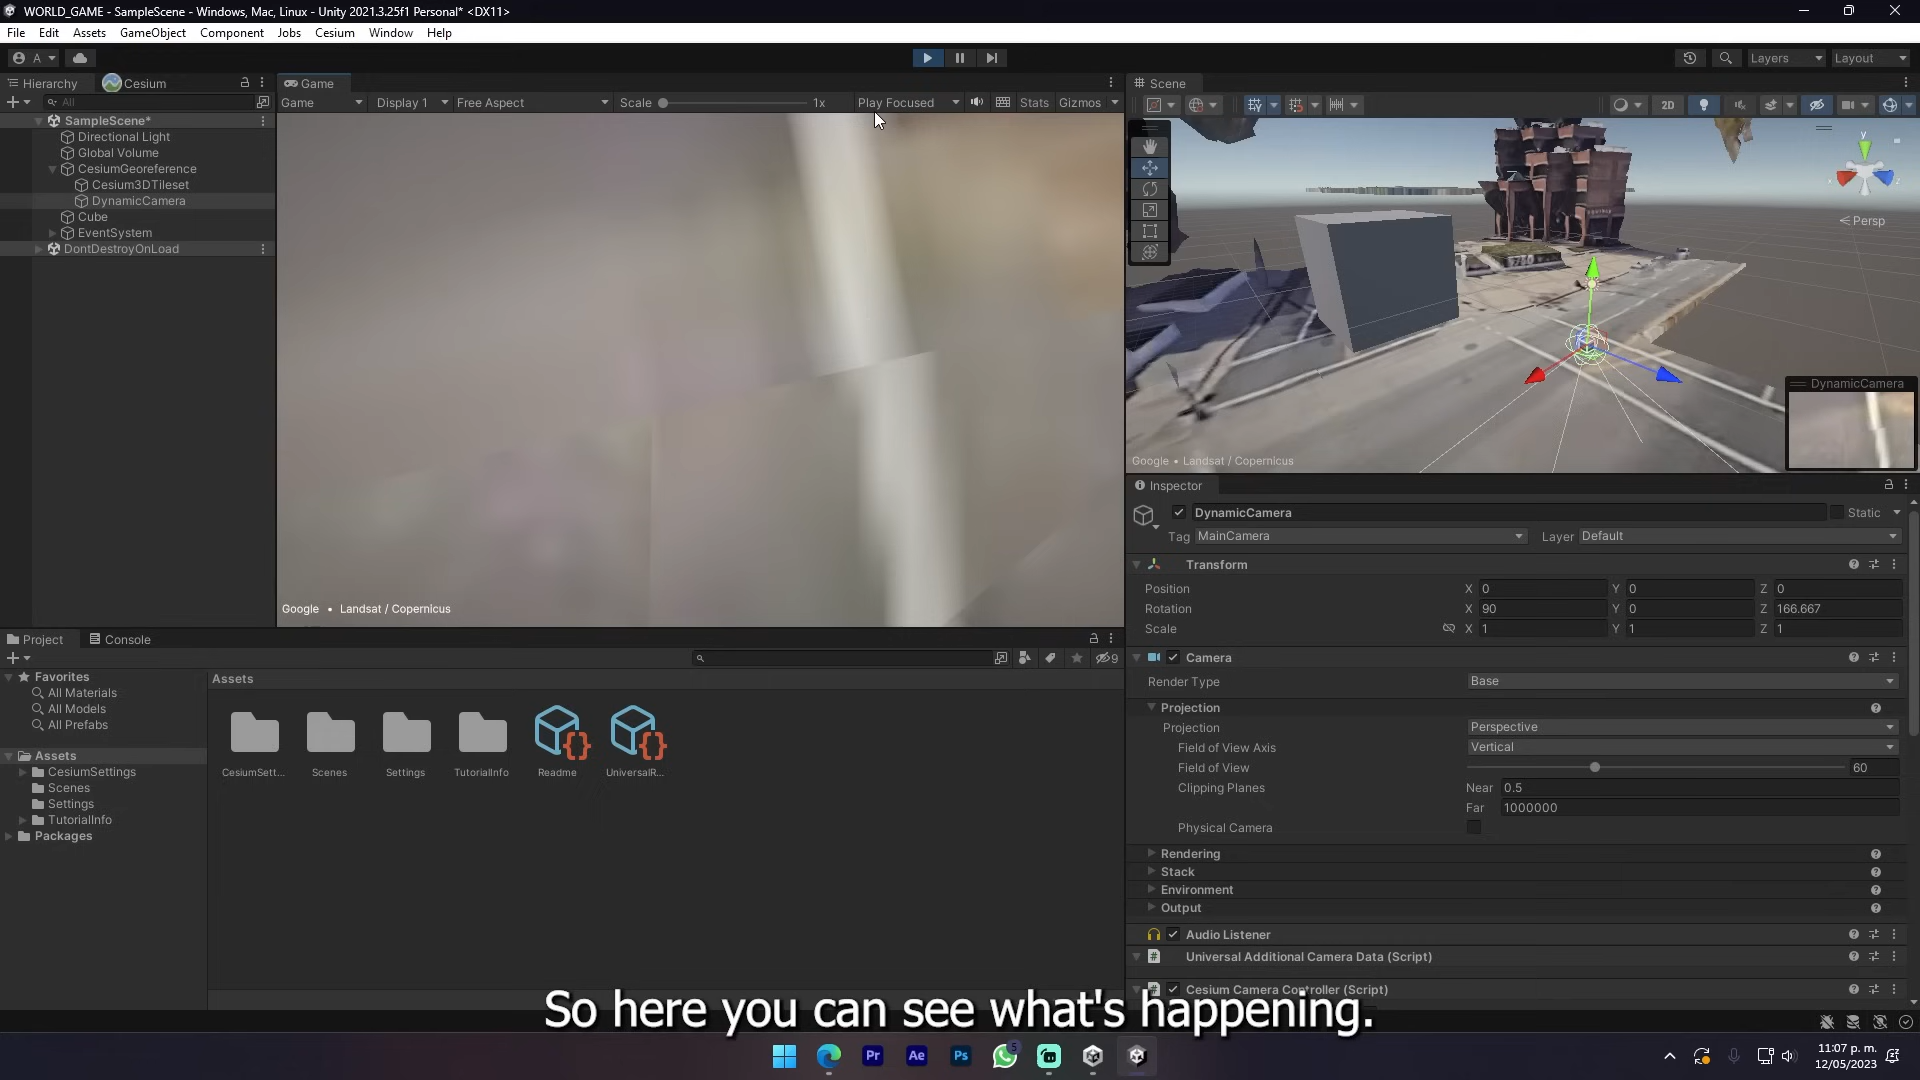 WORLD_GAME - SampleScene - Windows, Mac, Linux - Unity 2021.3.25f1 Personal* <DX11>
File Edit Assets GameObject Component Jobs Cesium Window Help
A
Layers
Layout
Hierarchy
Cesium
All
SampleScene*
Directional Light
Global Volume
CesiumGeoreference
Cesium3DTileset
DynamicCamera
Cube
EventSystem
DontDestroyOnLoad
Game
Game Display 1 Free Aspect Scale 1x Play Focused Stats Gizmos
Google • Landsat / Copernicus
Scene
2D
y
Persp
DynamicCamera
Google • Landsat / Copernicus
Inspector
DynamicCamera
Static
Tag MainCamera Layer Default
Transform
Position X 0 Y 0 Z 0
Rotation X 90 Y 0 Z 166.667
Scale X 1 Y 1 Z 1
Camera
Render Type Base
Projection
Projection Perspective
Field of View Axis Vertical
Field of View 60
Clipping Planes Near 0.5
Far 1000000
Physical Camera
Rendering
Stack
Environment
Output
Audio Listener
Universal Additional Camera Data (Script)
Cesium Camera Controller (Script)
Project
Console
9
Favorites
All Materials
All Models
All Prefabs
Assets
CesiumSettings
Scenes
Settings
TutorialInfo
Packages
Assets
CesiumSett...
Scenes
Settings
TutorialInfo
Readme
UniversalR...
So here you can see what's happening.
Pr
Ae
Ps
5
11:07 p. m.
12/05/2023